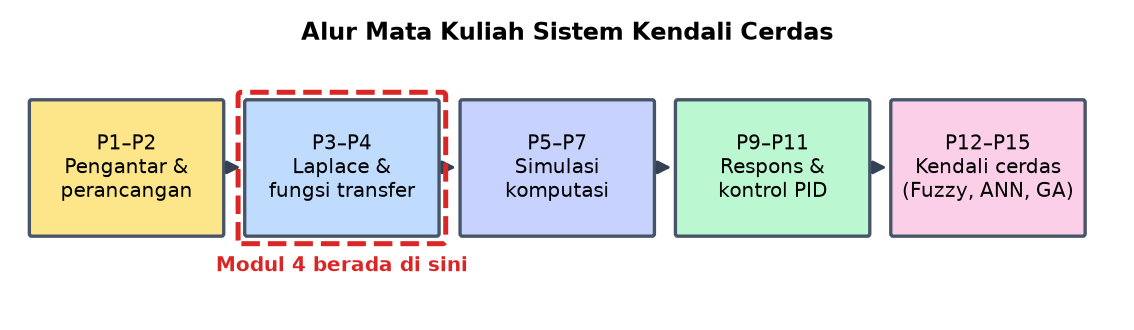 Alur Mata Kuliah Sistem Kendali Cerdas
P1–P2
Pengantar &
perancangan
P3–P4
Laplace &
fungsi transfer
P5–P7
Simulasi
komputasi
P9–P11
Respons &
kontrol PID
P12–P15
Kendali cerdas
(Fuzzy, ANN, GA)
Modul 4 berada di sini